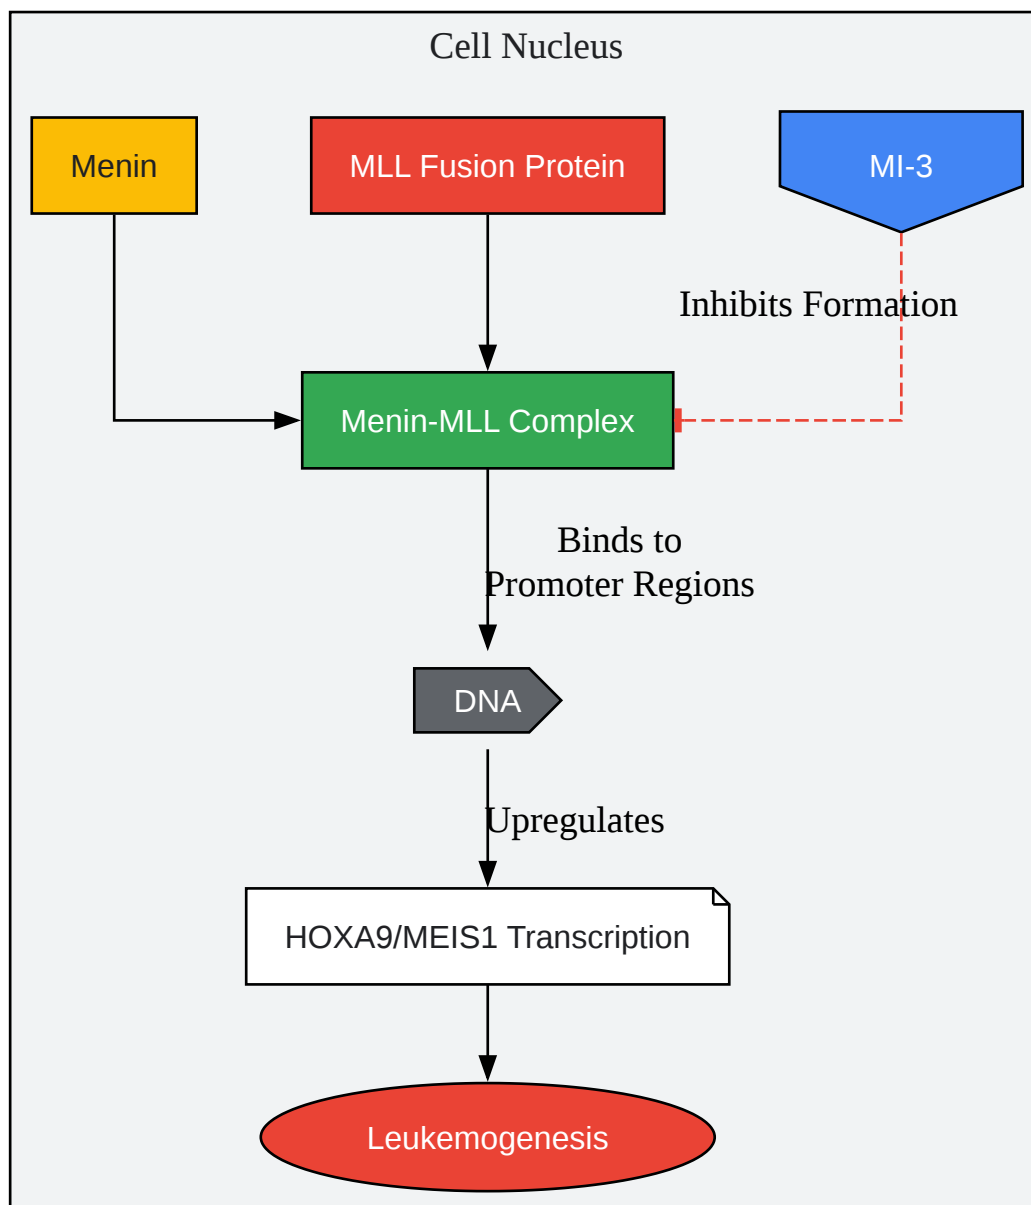 Cell Nucleus
Menin
MLL Fusion Protein
MI-3
Inhibits Formation
Menin-MLL Complex
Binds to
Promoter Regions
DNA
Upregulates
HOXA9/MEIS1 Transcription
Leukemogenesis